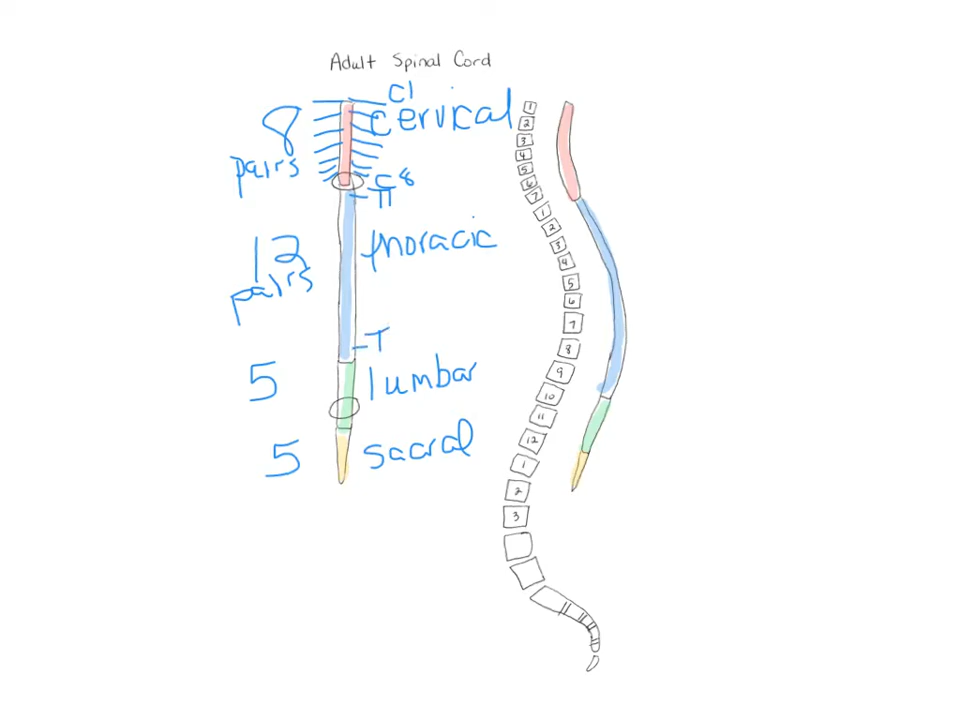 Adult Spinal Cord
C1
8 Cervical
pairs
C8
T1
12 thoracic
pairs
T
5 lumbar
5 sacral
1
2
3
4
5
6
7
1
2
3
4
5
6
7
8
9
10
11
12
1
2
3